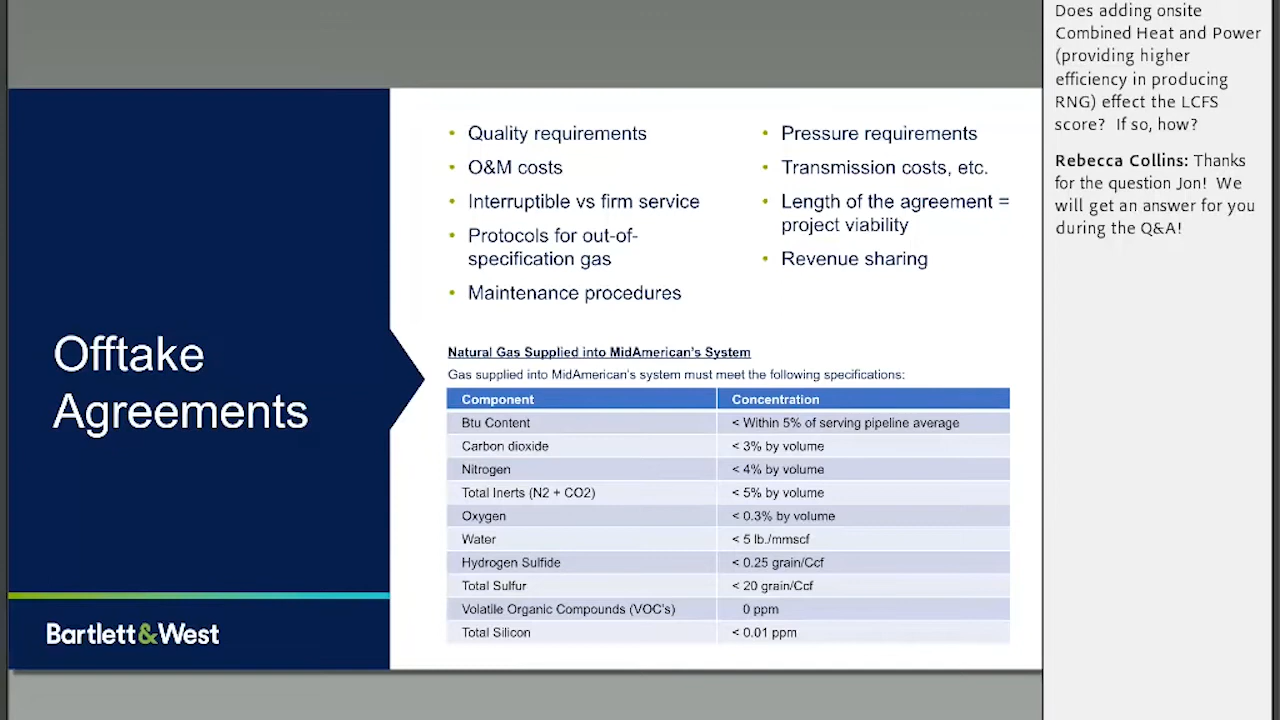 Offtake
Agreements
Bartlett&West
• Quality requirements
• O&M costs
• Interruptible vs firm service
• Protocols for out-of-
specification gas
• Maintenance procedures
• Pressure requirements
• Transmission costs, etc.
• Length of the agreement =
project viability
• Revenue sharing
Natural Gas Supplied into MidAmerican's System
Gas supplied into MidAmerican's system must meet the following specifications:
Component Concentration
Btu Content < Within 5% of serving pipeline average
Carbon dioxide < 3% by volume
Nitrogen < 4% by volume
Total Inerts (N2 + CO2) < 5% by volume
Oxygen < 0.3% by volume
Water < 5 lb./mmscf
Hydrogen Sulfide < 0.25 grain/Ccf
Total Sulfur < 20 grain/Ccf
Volatile Organic Compounds (VOC's) 0 ppm
Total Silicon < 0.01 ppm
Does adding onsite
Combined Heat and Power
(providing higher
efficiency in producing
RNG) effect the LCFS
score? If so, how?
Rebecca Collins: Thanks
for the question Jon! We
will get an answer for you
during the Q&A!